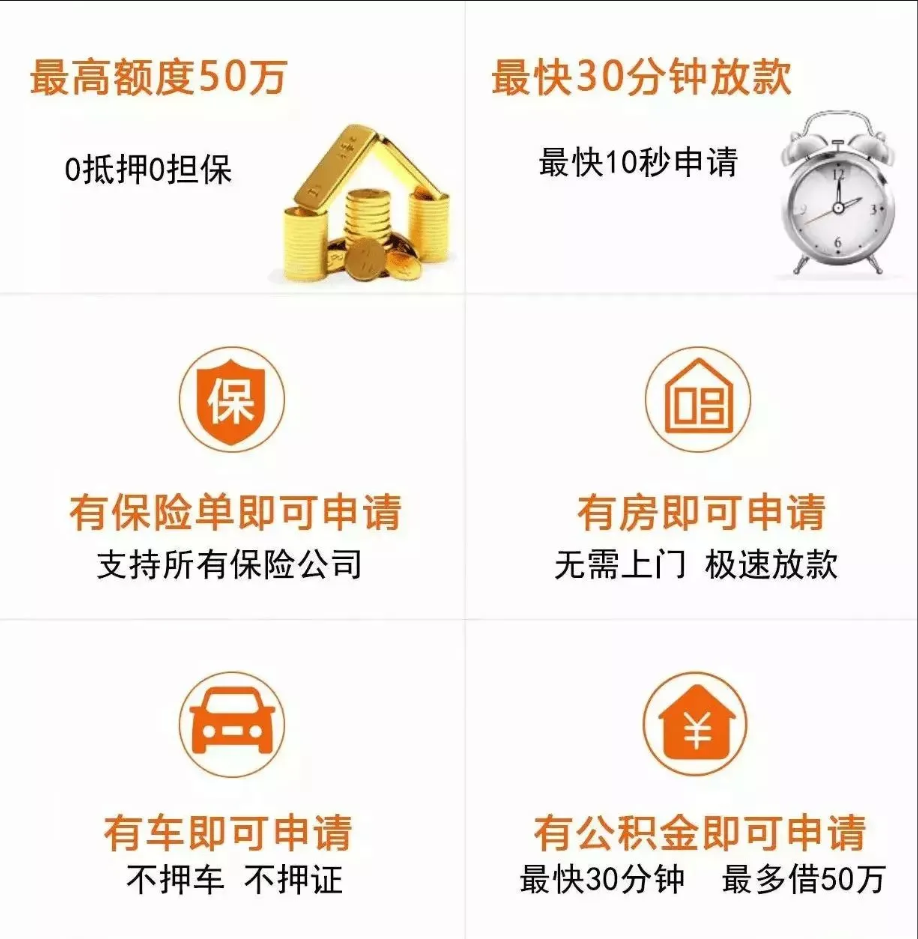 最高额度50万
0抵押0担保
最快30分钟放款
最快10秒申请
12
9
3
6
保
有保险单即可申请
支持所有保险公司
有房即可申请
无需上门 极速放款
有车即可申请
不押车 不押证
¥
有公积金即可申请
最快30分钟 最多借50万